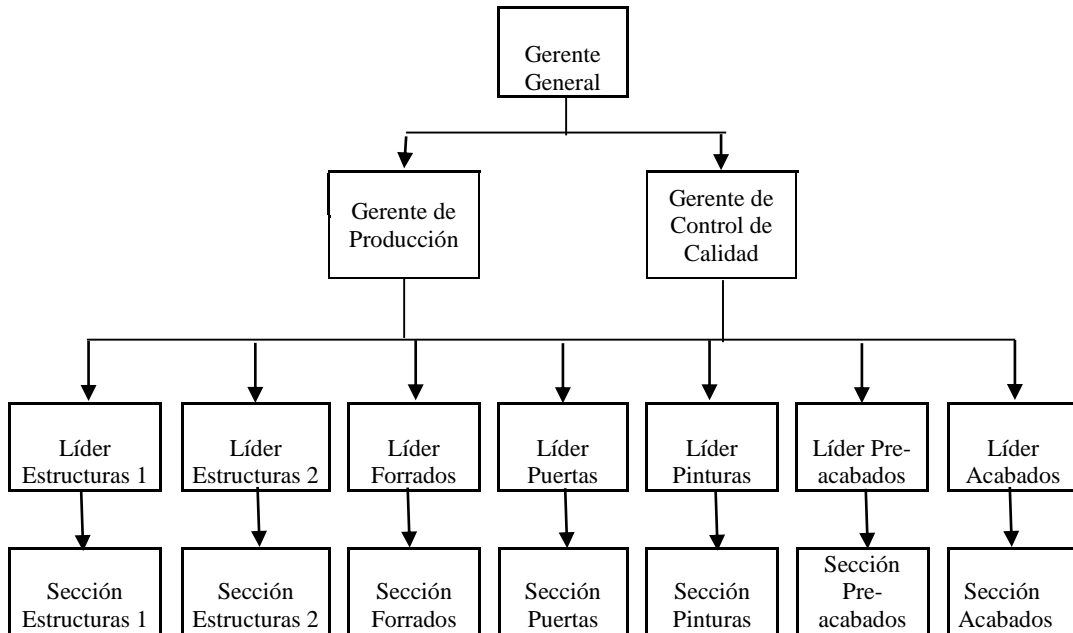 Gerente
General
Gerente de
Producción
Gerente de
Control de
Calidad
Líder
Estructuras 1
Líder
Estructuras 2
Líder
Forrados
Líder
Puertas
Líder
Pinturas
Líder Pre-
acabados
Líder
Acabados
Sección
Estructuras 1
Sección
Estructuras 2
Sección
Forrados
Sección
Puertas
Sección
Pinturas
Sección
Pre-
acabados
Sección
Acabados